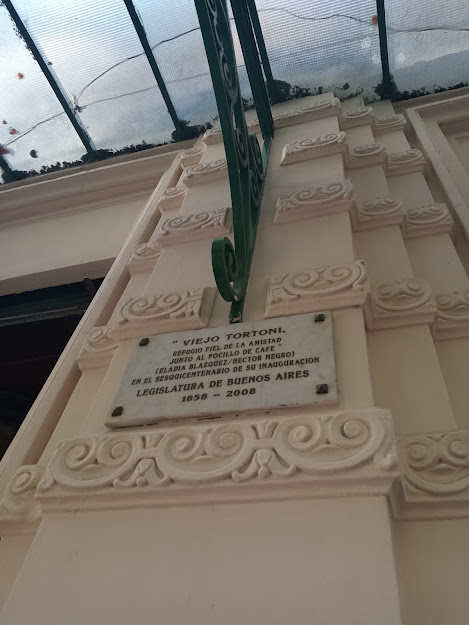 " VIEJO TORTONI.
REFUGIO FIEL DE LA AMISTAD
JUNTO AL POCILLO DE CAFE "
(ELADIA BLAZQUEZ/HECTOR NEGRO)
EN EL SESQUICENTENARIO DE SU INAUGURACION
LEGISLATURA DE BUENOS AIRES
1858 - 2008